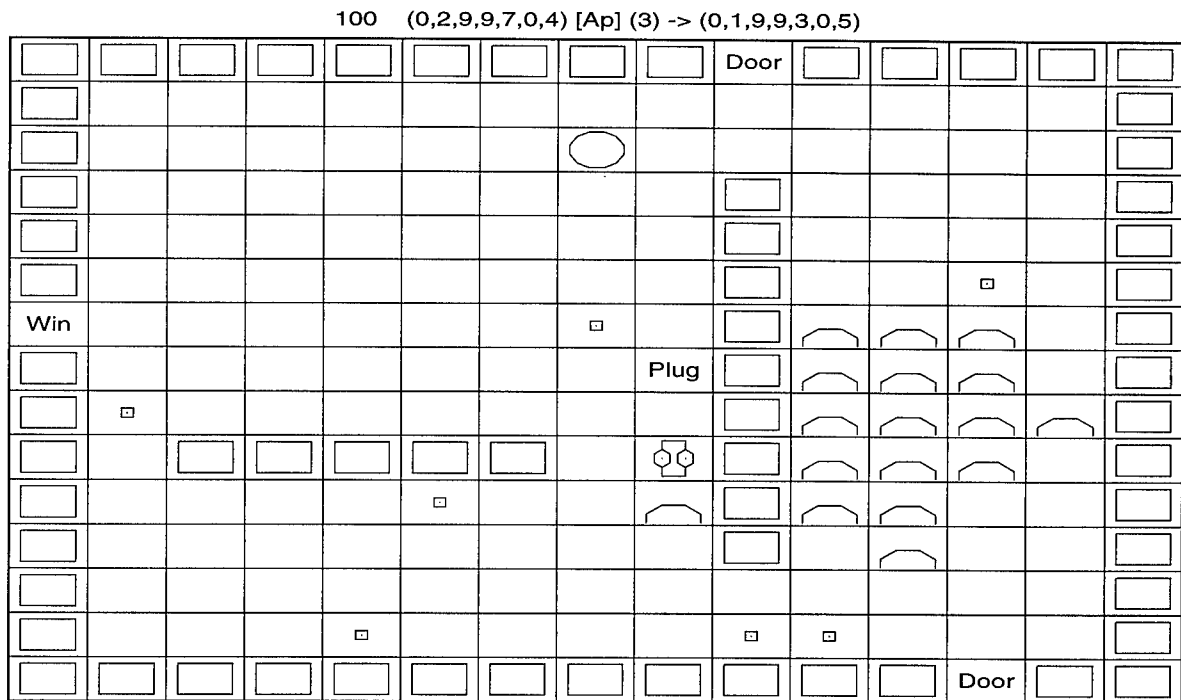 100 (0,2,9,9,7,0,4) [Ap] (3) -> (0,1,9,9,3,0,5)
Door
Win
Plug
Door